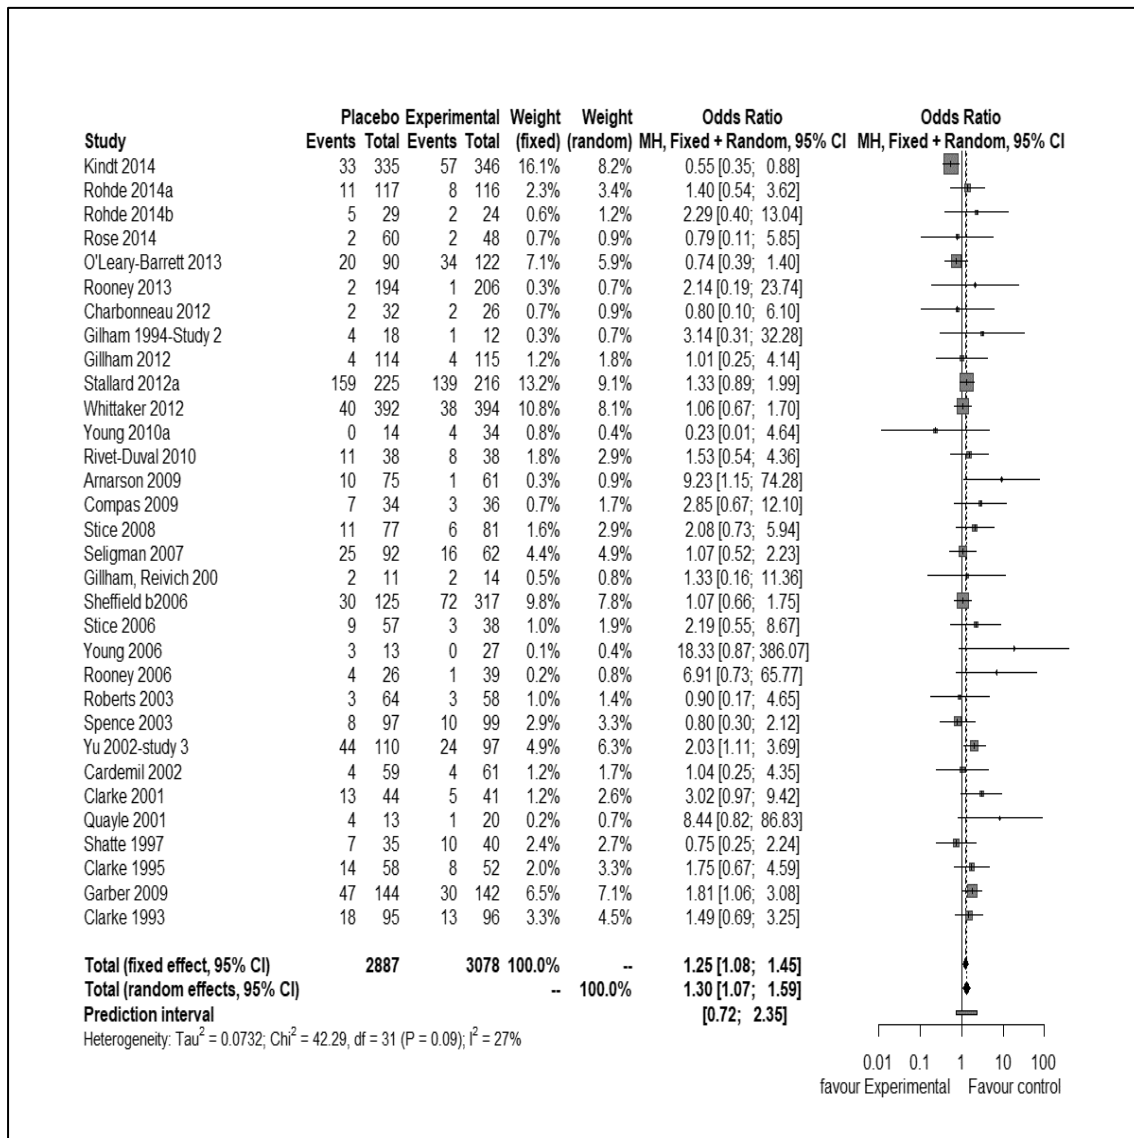 Placebo Experimental Weight Weight Odds Ratio Odds Ratio
Study Events Total Events Total (fixed) (random) MH, Fixed + Random, 95% CI MH, Fixed + Random, 95% CI
Kindt 2014 33 335 57 346 16.1% 8.2% 0.55 [0.35; 0.88]
Rohde 2014a 11 117 8 116 2.3% 3.4% 1.40 [0.54; 3.62]
Rohde 2014b 5 29 2 24 0.6% 1.2% 2.29 [0.40; 13.04]
Rose 2014 2 60 2 48 0.7% 0.9% 0.79 [0.11; 5.85]
O'Leary-Barrett 2013 20 90 34 122 7.1% 5.9% 0.74 [0.39; 1.40]
Rooney 2013 2 194 1 206 0.3% 0.7% 2.14 [0.19; 23.74]
Charbonneau 2012 2 32 2 26 0.7% 0.8% 0.80 [0.10; 6.10]
Gilham 1994-Study 2 4 18 1 12 0.3% 0.7% 3.14 [0.31; 32.28]
Gillham 2012 4 114 4 115 1.2% 1.8% 1.01 [0.25; 4.14]
Stallard 2012a 159 225 139 216 13.2% 9.1% 1.33 [0.89; 1.99]
Whittaker 2012 40 392 38 394 10.8% 8.1% 1.06 [0.67; 1.70]
Young 2010a 0 14 4 34 0.8% 0.4% 0.23 [0.01; 4.64]
Rivet-Duval 2010 11 38 8 38 1.8% 2.9% 1.53 [0.54; 4.36]
Arnarson 2009 10 75 1 61 0.3% 0.9% 9.23 [1.15; 74.28]
Compas 2009 7 34 3 36 0.7% 1.7% 2.85 [0.67; 12.10]
Stice 2008 11 77 6 81 1.6% 2.9% 2.08 [0.73; 5.94]
Seligman 2007 25 92 16 62 4.4% 4.9% 1.07 [0.52; 2.23]
Gillham, Reivich 200 2 11 2 14 0.5% 0.8% 1.33 [0.16; 11.36]
Sheffield b2006 30 125 72 317 9.8% 7.8% 1.07 [0.66; 1.75]
Stice 2006 9 57 3 38 1.0% 1.9% 2.19 [0.55; 8.67]
Young 2006 3 13 0 27 0.1% 0.4% 18.33 [0.87; 386.07]
Rooney 2006 4 26 1 39 0.2% 0.8% 6.91 [0.73; 65.77]
Roberts 2003 3 64 3 58 1.0% 1.4% 0.90 [0.17; 4.65]
Spence 2003 8 97 10 99 2.9% 3.3% 0.80 [0.30; 2.12]
Yu 2002-study 3 44 110 24 97 4.9% 6.3% 2.03 [1.11; 3.69]
Cardemil 2002 4 59 4 61 1.2% 1.7% 1.04 [0.25; 4.35]
Clarke 2001 13 44 5 41 1.2% 2.6% 3.02 [0.97; 9.42]
Quayle 2001 4 13 1 20 0.2% 0.7% 8.44 [0.82; 86.83]
Shatte 1997 7 35 10 40 2.4% 2.7% 0.75 [0.25; 2.24]
Clarke 1995 14 58 8 52 2.0% 3.3% 1.75 [0.67; 4.59]
Garber 2009 47 144 30 142 6.5% 7.1% 1.81 [1.06; 3.08]
Clarke 1993 18 95 13 96 3.3% 4.5% 1.49 [0.69; 3.25]
Total (fixed effect, 95% CI) 2887 3078 100.0% -- 1.25 [1.08; 1.45]
Total (random effects, 95% CI) -- 100.0% 1.30 [1.07; 1.59]
Prediction interval [0.72; 2.35]
Heterogeneity: Tau² = 0.0732; Chi² = 42.29, df = 31 (P = 0.09); I² = 27%
0.01 0.1 1 10 100
favour Experimental Favour control